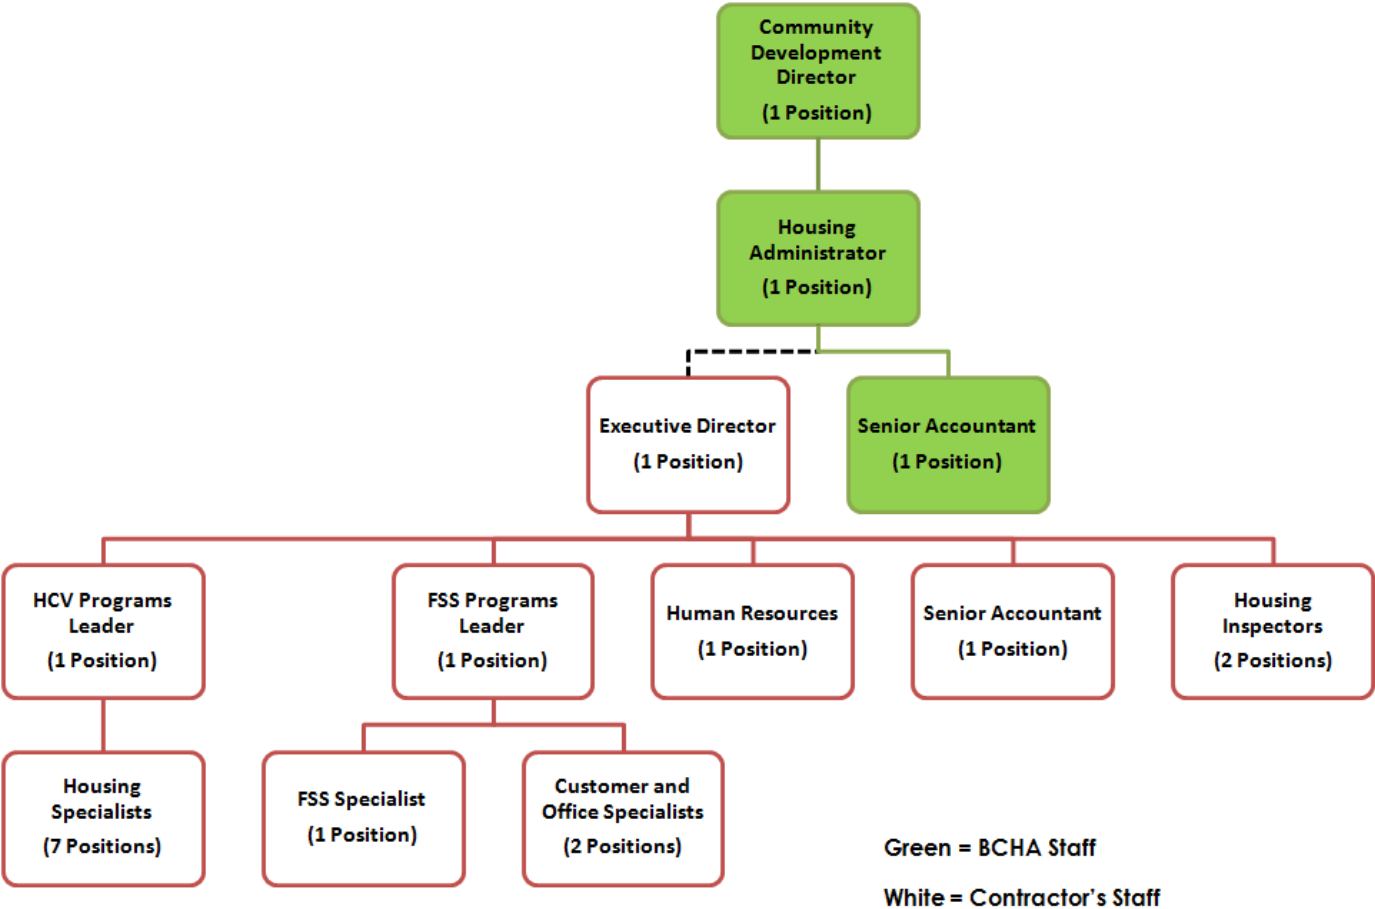 Community
Development
Director
(1 Position)
Housing
Administrator
(1 Position)
Executive Director
(1 Position)
Senior Accountant
(1 Position)
HCV Programs
Leader
(1 Position)
FSS Programs
Leader
(1 Position)
Human Resources
(1 Position)
Senior Accountant
(1 Position)
Housing
Inspectors
(2 Positions)
Housing
Specialists
(7 Positions)
FSS Specialist
(1 Position)
Customer and
Office Specialists
(2 Positions)
Green = BCHA Staff
White = Contractor's Staff